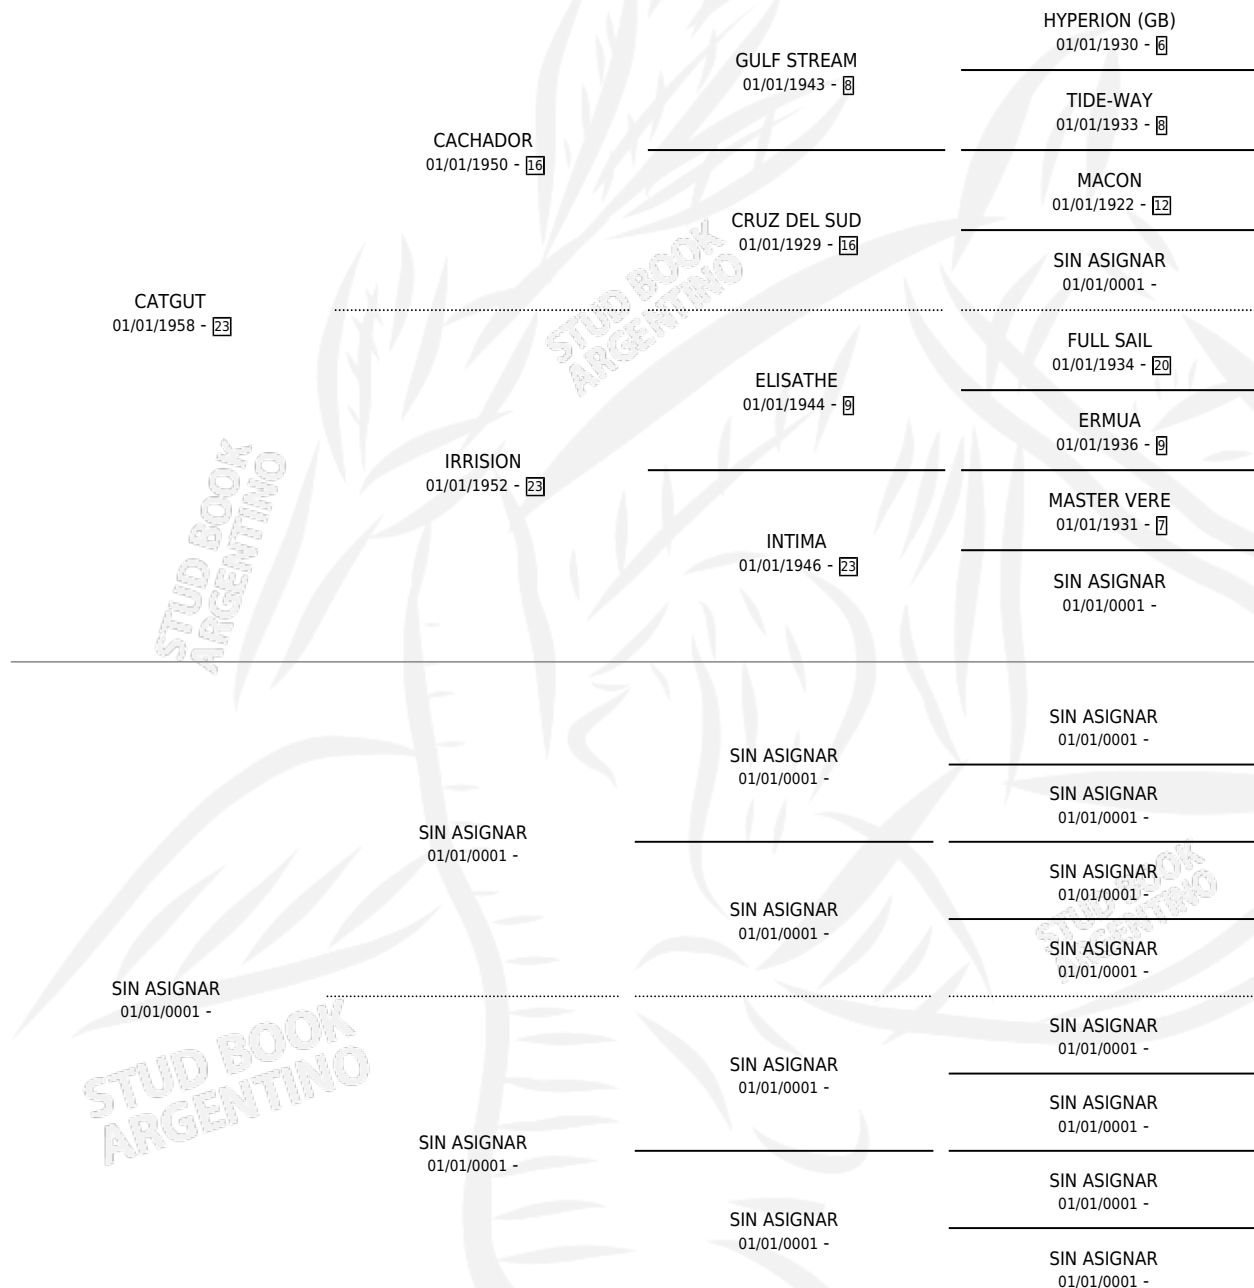 HYPERION (GB)
01/01/1930 - 6
GULF STREAM
01/01/1943 - 8
TIDE-WAY
01/01/1933 - 8
CACHADOR
01/01/1950 - 16
MACON
01/01/1922 - 12
CRUZ DEL SUD
01/01/1929 - 16
SIN ASIGNAR
01/01/0001 -
CATGUT
01/01/1958 - 23
FULL SAIL
01/01/1934 - 20
ELISATHE
01/01/1944 - 9
ERMUA
01/01/1936 - 9
IRRISION
01/01/1952 - 23
MASTER VERE
01/01/1931 - 7
INTIMA
01/01/1946 - 23
SIN ASIGNAR
01/01/0001 -
STUD BOOK
ARGENTINO
STUD BOOK
ARGENTINO
SIN ASIGNAR
01/01/0001 -
SIN ASIGNAR
01/01/0001 -
SIN ASIGNAR
01/01/0001 -
SIN ASIGNAR
01/01/0001 -
SIN ASIGNAR
01/01/0001 -
SIN ASIGNAR
01/01/0001 -
SIN ASIGNAR
01/01/0001 -
SIN ASIGNAR
01/01/0001 -
SIN ASIGNAR
01/01/0001 -
SIN ASIGNAR
01/01/0001 -
SIN ASIGNAR
01/01/0001 -
SIN ASIGNAR
01/01/0001 -
SIN ASIGNAR
01/01/0001 -
SIN ASIGNAR
01/01/0001 -
SIN ASIGNAR
01/01/0001 -
STUD BOOK
ARGENTINO
STUD BOOK
ARGENTINO